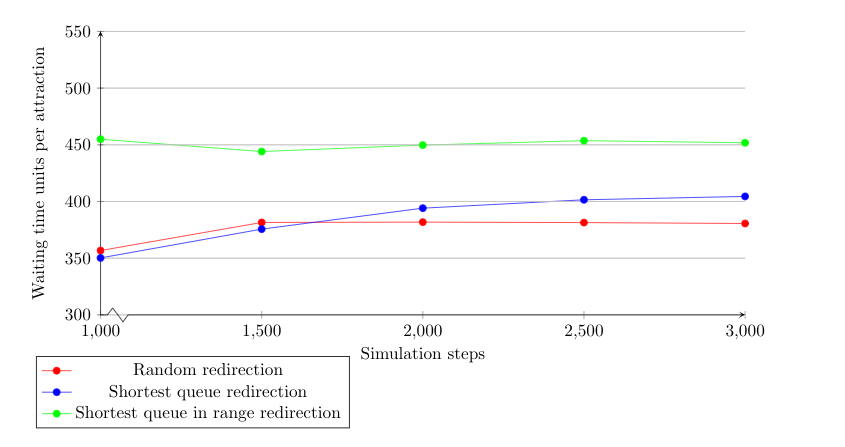 550
500
450
400
350
300
Waiting time units per attraction
1,000 1,500 2,000 2,500 3,000
Simulation steps
Random redirection
Shortest queue redirection
Shortest queue in range redirection